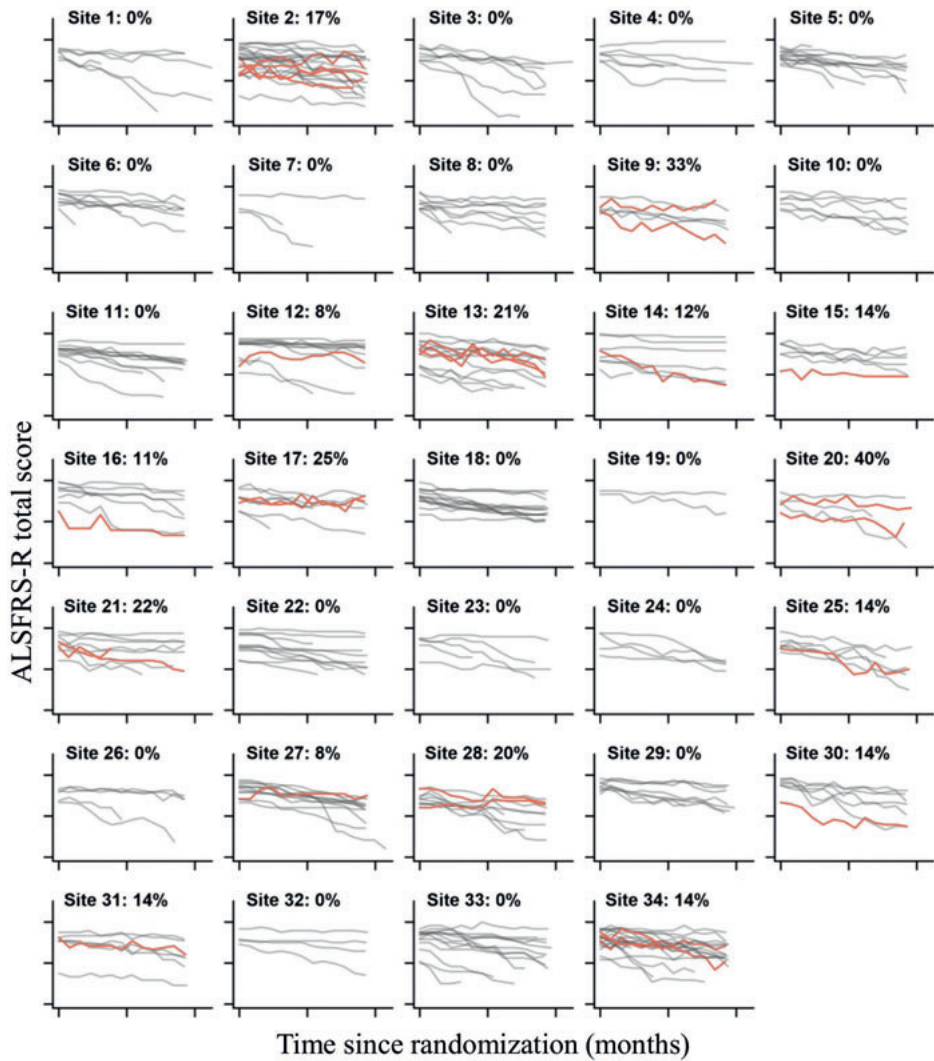 Site 1: 0%
Site 2: 17%
Site 3: 0%
Site 4: 0%
Site 5: 0%
Site 6: 0%
Site 7: 0%
Site 8: 0%
Site 9: 33%
Site 10: 0%
Site 11: 0%
Site 12: 8%
Site 13: 21%
Site 14: 12%
Site 15: 14%
Site 16: 11%
Site 17: 25%
Site 18: 0%
Site 19: 0%
Site 20: 40%
Site 21: 22%
Site 22: 0%
Site 23: 0%
Site 24: 0%
Site 25: 14%
Site 26: 0%
Site 27: 8%
Site 28: 20%
Site 29: 0%
Site 30: 14%
Site 31: 14%
Site 32: 0%
Site 33: 0%
Site 34: 14%
ALSFRS-R total score
Time since randomization (months)